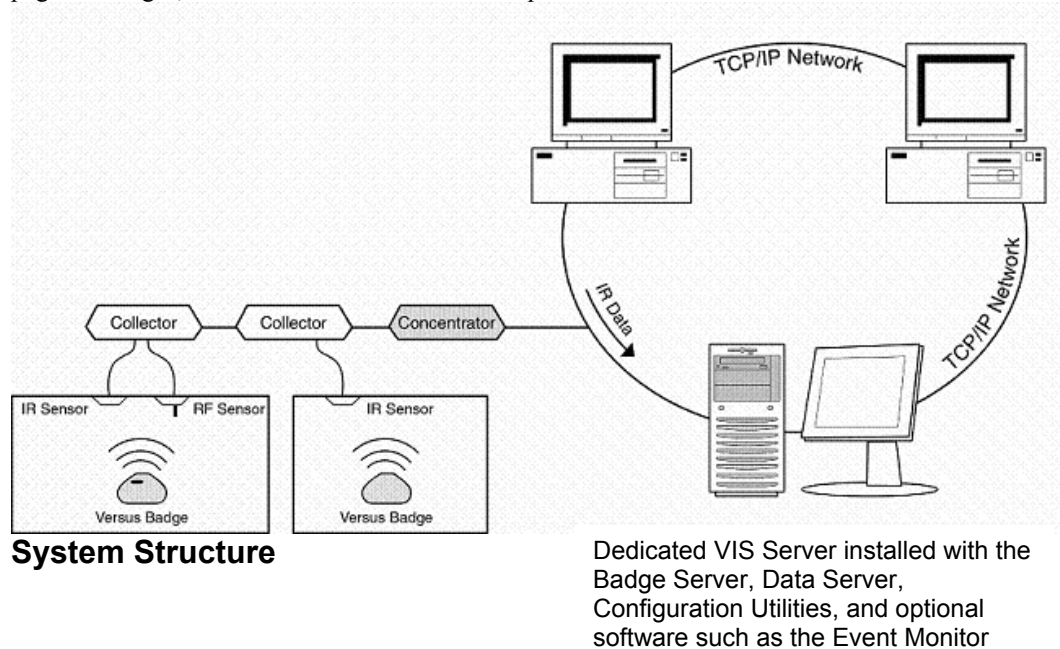 TCP/IP Network
TCP/IP Network
IR Data
Collector
Collector
Concentrator
IR Sensor
RF Sensor
IR Sensor
Versus Badge
Versus Badge
System Structure
Dedicated VIS Server installed with the
Badge Server, Data Server,
Configuration Utilities, and optional
software such as the Event Monitor